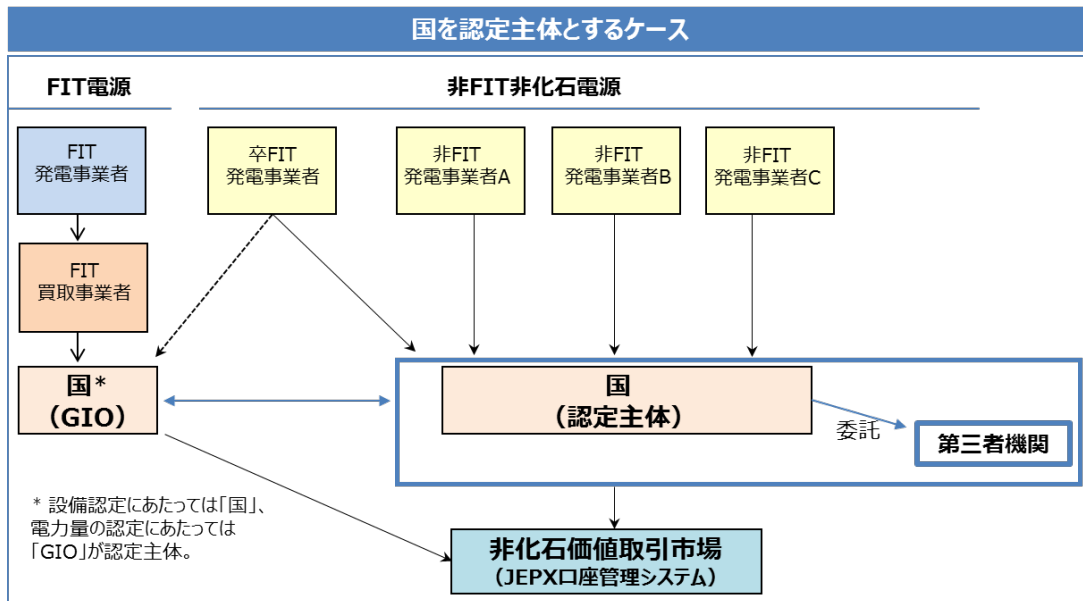 国を認定主体とするケース
FIT電源
非FIT非化石電源
FIT
発電事業者
卒FIT
発電事業者
非FIT
発電事業者A
非FIT
発電事業者B
非FIT
発電事業者C
FIT
買取事業者
国*
（GIO）
国
（認定主体）
委託
第三者機関
* 設備認定にあたっては「国」、
電力量の認定にあたっては
「GIO」が認定主体。
非化石価値取引市場
（JEPX口座管理システム）